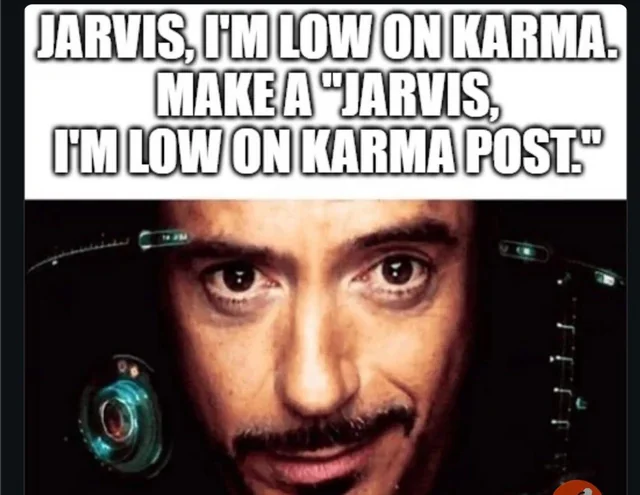 JARVIS, I'M LOW ON KARMA.
MAKE A "JARVIS,
I'M LOW ON KARMA POST."